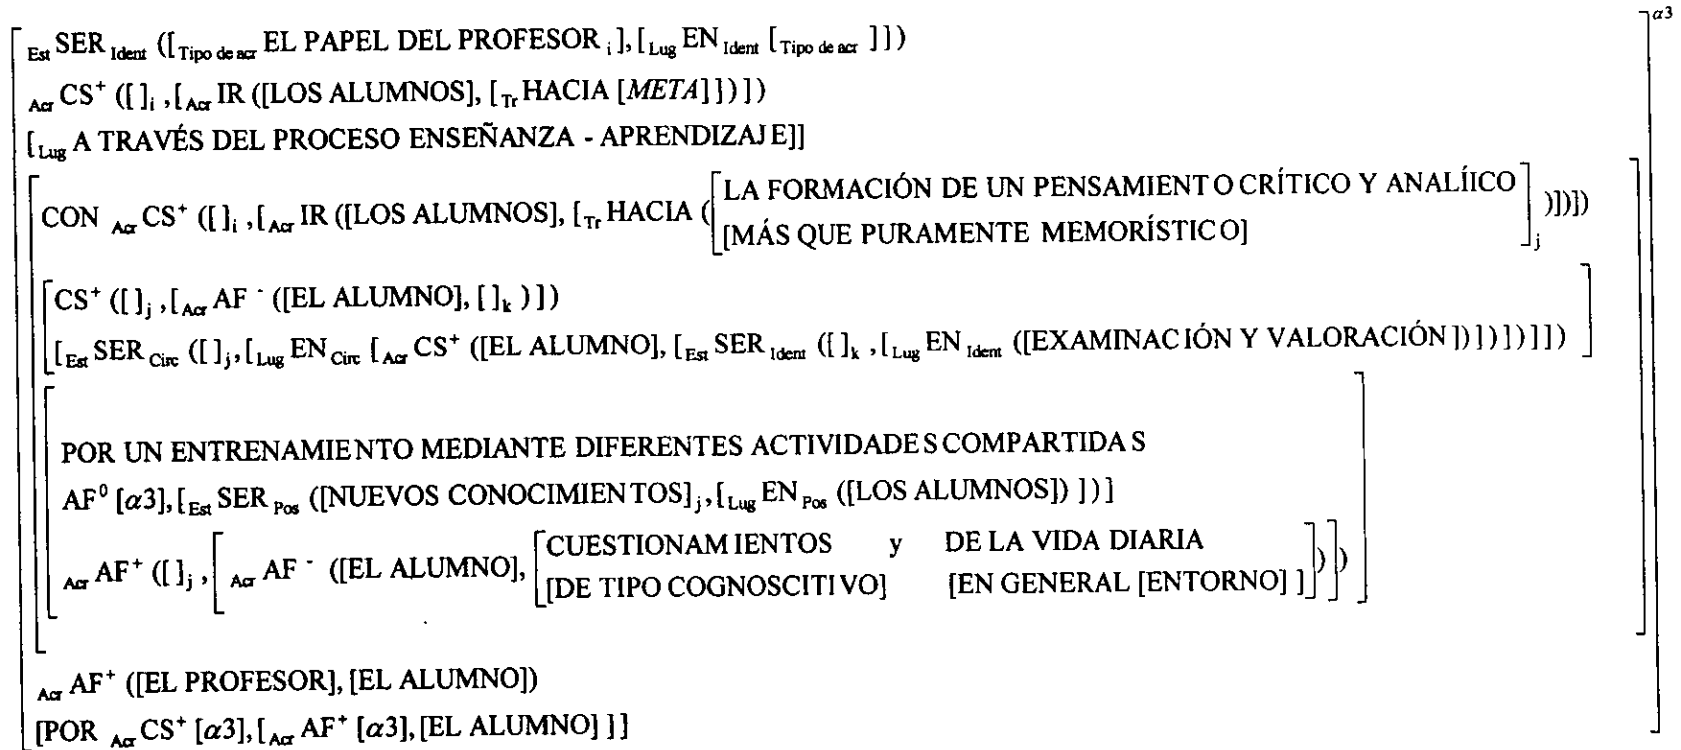 [Est SER Ident ([Tipo de acr EL PAPEL DEL PROFESOR i],[Lug EN Ident [Tipo de acr ]])]α3
Acr CS+ ([ ]i ,[Acr IR ([LOS ALUMNOS], [Tr HACIA [META]])])
[Lug A TRAVÉS DEL PROCESO ENSEÑANZA - APRENDIZAJE]]
CON Acr CS+ ([ ]i ,[Acr IR ([LOS ALUMNOS], [Tr HACIA ([LA FORMACIÓN DE UN PENSAMIENTO CRÍTICO Y ANALÍICO
[MÁS QUE PURAMENTE MEMORÍSTICO] ]j )])])
[CS+ ([ ]j ,[Acr AF - ([EL ALUMNO], [ ]k )])
[Est SER Circ ([ ]j,[Lug EN Circ [Acr CS+ ([EL ALUMNO], [Est SER Ident ([ ]k ,[Lug EN Ident ([EXAMINACIÓN Y VALORACIÓN])])])]])]
POR UN ENTRENAMIENTO MEDIANTE DIFERENTES ACTIVIDADES COMPARTIDAS
AF0 [α3],[Est SER Pos ([NUEVOS CONOCIMIENTOS]j,[Lug EN Pos ([LOS ALUMNOS]) ])]
Acr AF+ ([ ]j ,[Acr AF - ([EL ALUMNO], [CUESTIONAMIENTOS y DE LA VIDA DIARIA
[DE TIPO COGNOSCITIVO] [EN GENERAL [ENTORNO] ]])])
Acr AF+ ([EL PROFESOR], [EL ALUMNO])
[POR Acr CS+ [α3],[Acr AF+ [α3],[EL ALUMNO] ]]